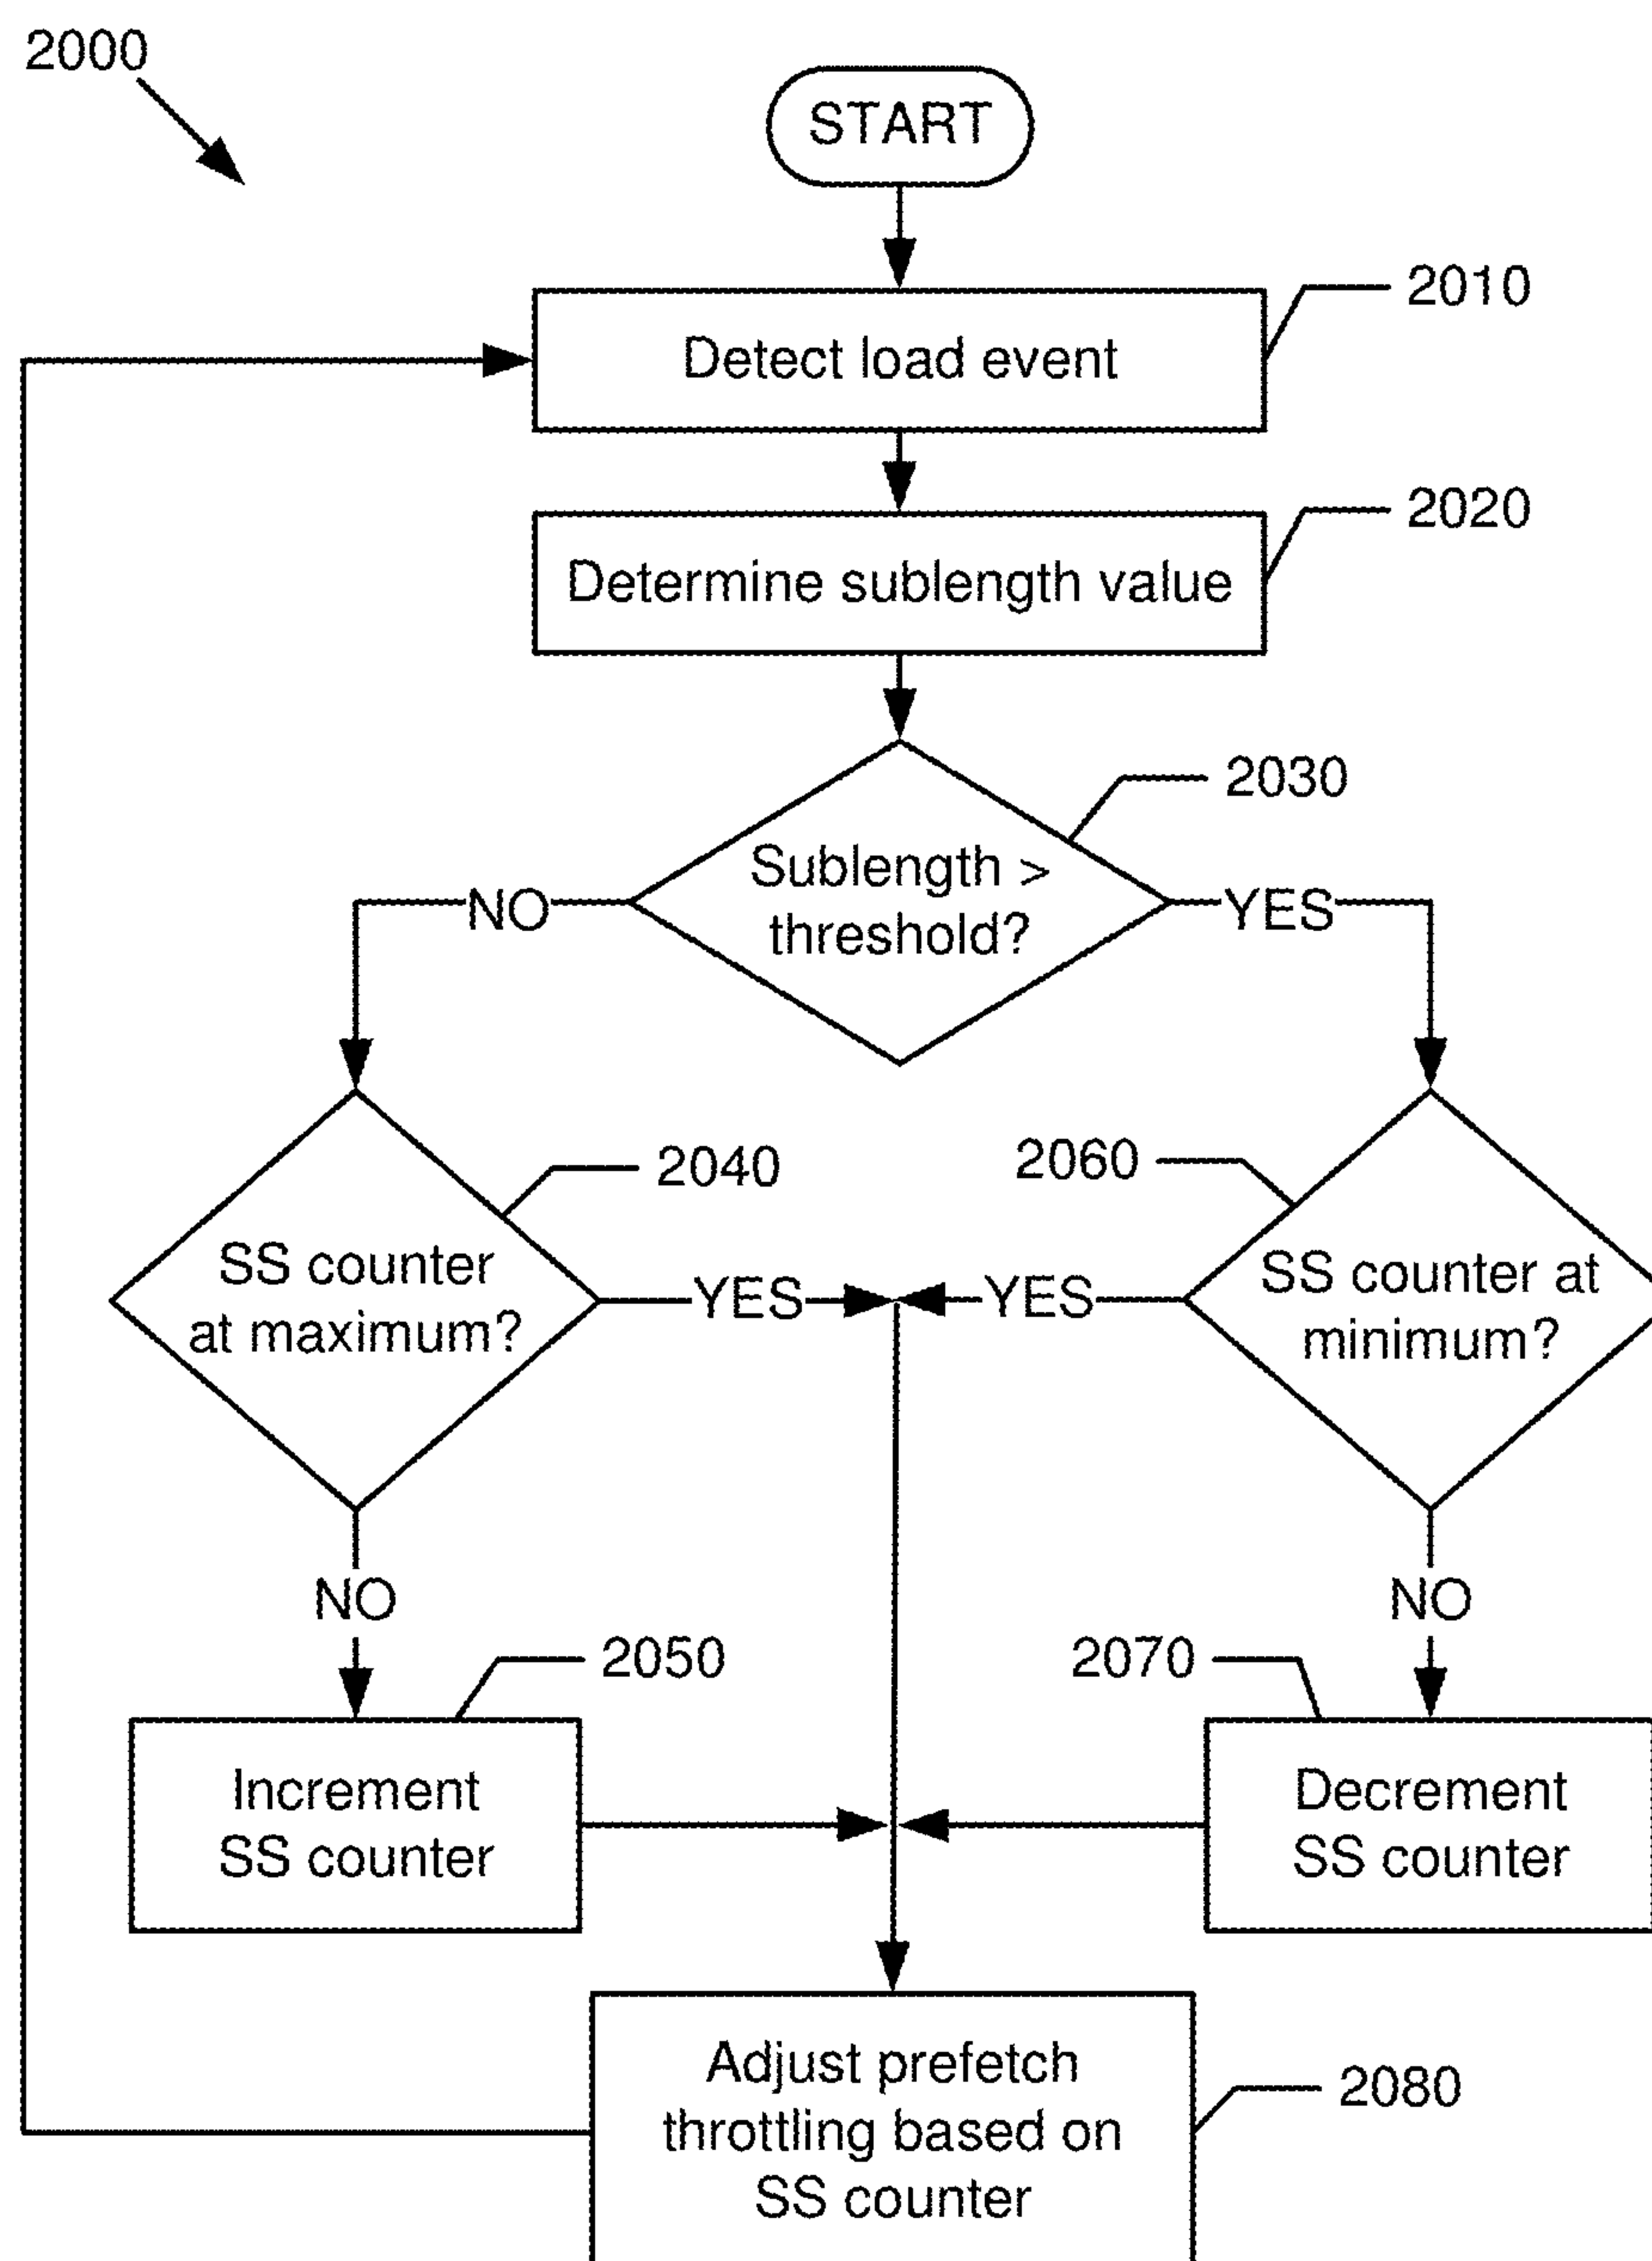 2000
START
2010
Detect load event
2020
Determine sublength value
2030
Sublength >
threshold?
NO
YES
2040
2060
SS counter
at maximum?
YES
YES
SS counter at
minimum?
NO
NO
2050
2070
Increment
SS counter
Decrement
SS counter
Adjust prefetch
throttling based on
SS counter
2080